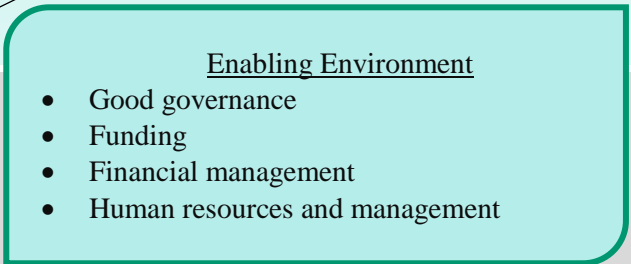 Enabling Environment
• Good governance
• Funding
• Financial management
• Human resources and management